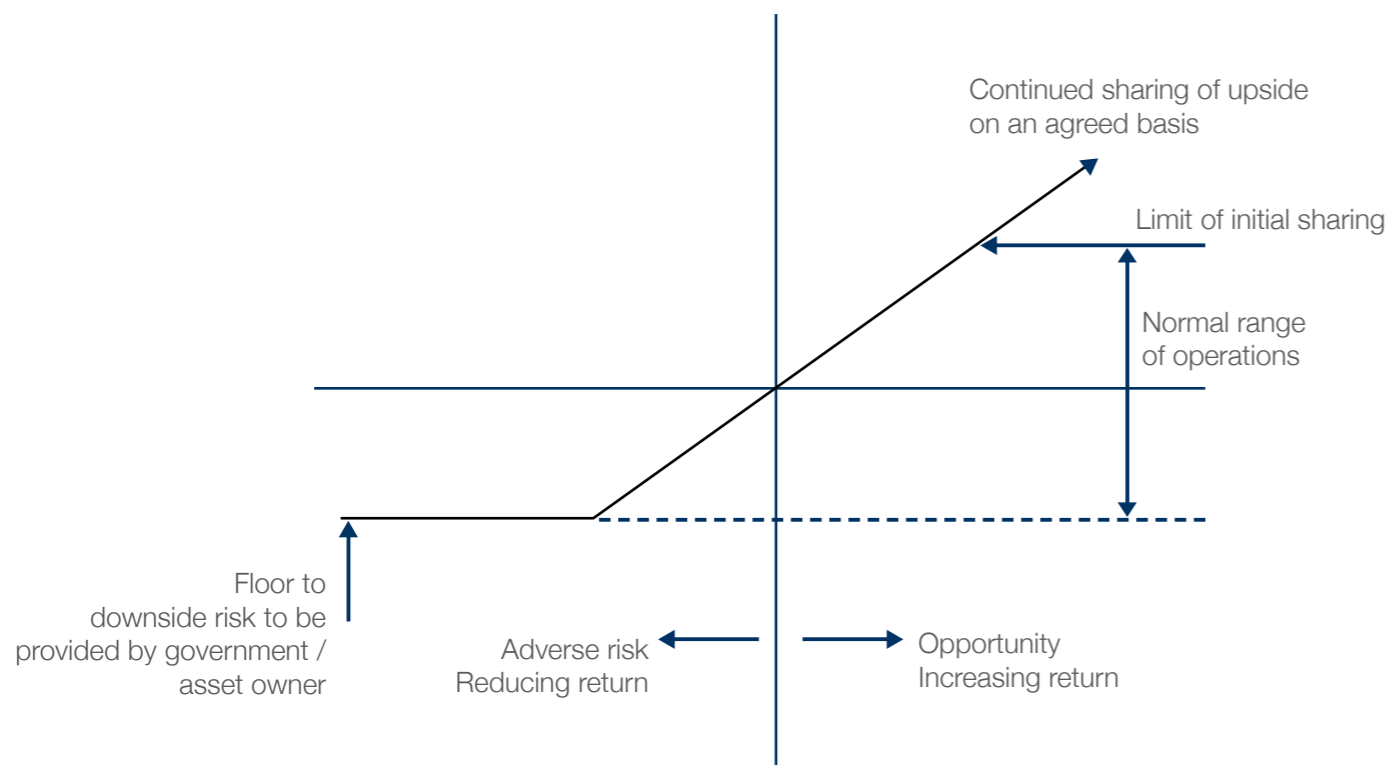 Continued sharing of upside
on an agreed basis
Limit of initial sharing
Normal range
of operations
Floor to
downside risk to be
provided by government /
asset owner
Adverse risk
Reducing return
Opportunity
Increasing return